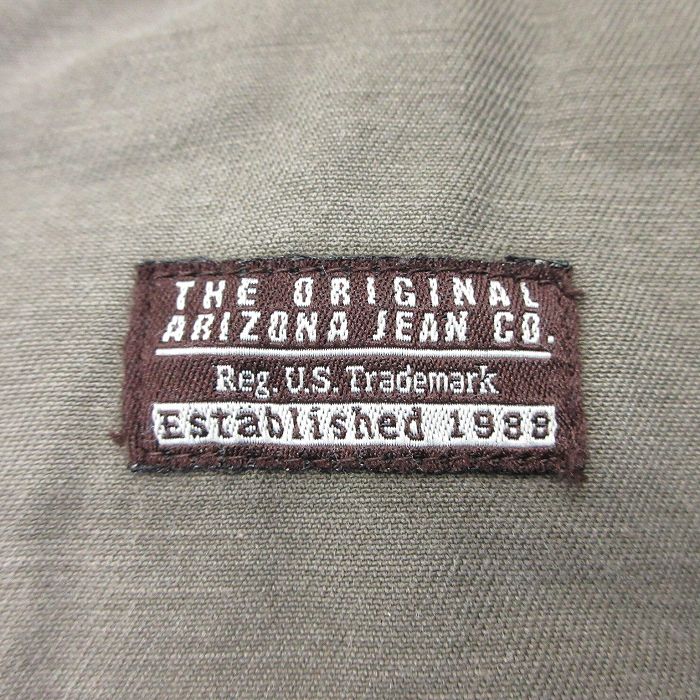 THE ORIGINAL
ARIZONA JEAN CO.
Reg. U.S. Trademark
Established 1988